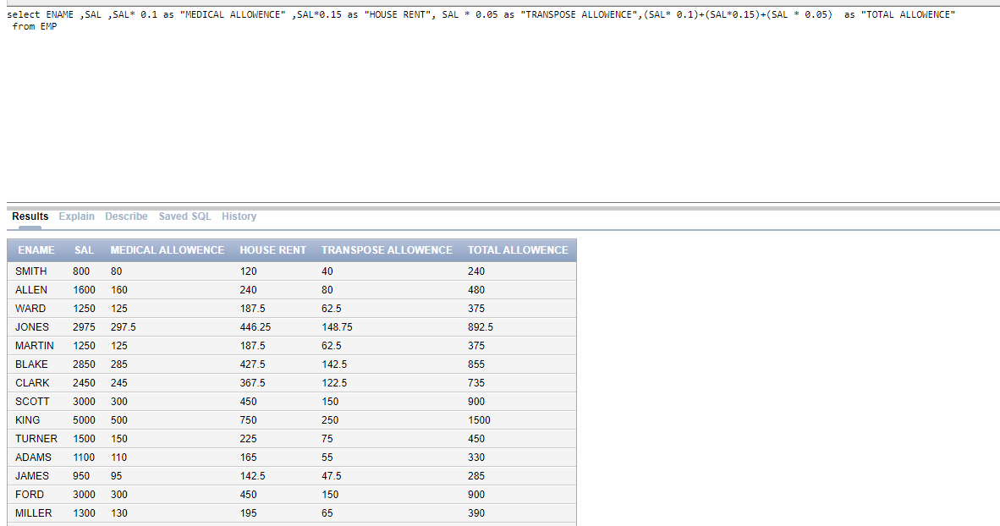 select ENAME ,SAL ,SAL* 0.1 as "MEDICAL ALLOWENCE" ,SAL*0.15 as "HOUSE RENT", SAL * 0.05 as "TRANSPOSE ALLOWENCE",(SAL* 0.1)+(SAL*0.15)+(SAL * 0.05)  as "TOTAL ALLOWENCE"
from EMP
Results Explain Describe Saved SQL History
ENAME SAL MEDICAL ALLOWENCE HOUSE RENT TRANSPOSE ALLOWENCE TOTAL ALLOWENCE
SMITH 800 80 120 40 240
ALLEN 1600 160 240 80 480
WARD 1250 125 187.5 62.5 375
JONES 2975 297.5 446.25 148.75 892.5
MARTIN 1250 125 187.5 62.5 375
BLAKE 2850 285 427.5 142.5 855
CLARK 2450 245 367.5 122.5 735
SCOTT 3000 300 450 150 900
KING 5000 500 750 250 1500
TURNER 1500 150 225 75 450
ADAMS 1100 110 165 55 330
JAMES 950 95 142.5 47.5 285
FORD 3000 300 450 150 900
MILLER 1300 130 195 65 390